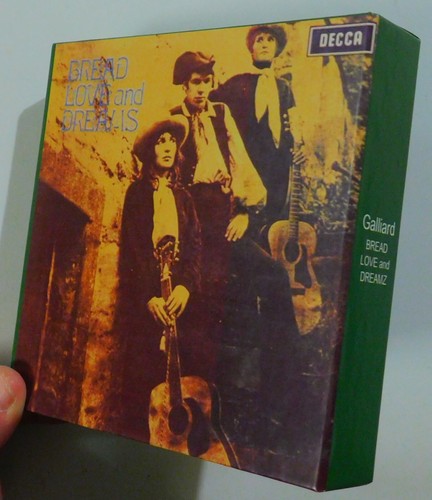 BREAD
LOVE and
DREAMS
DECCA
Galliard
BREAD
LOVE and
DREAMZ